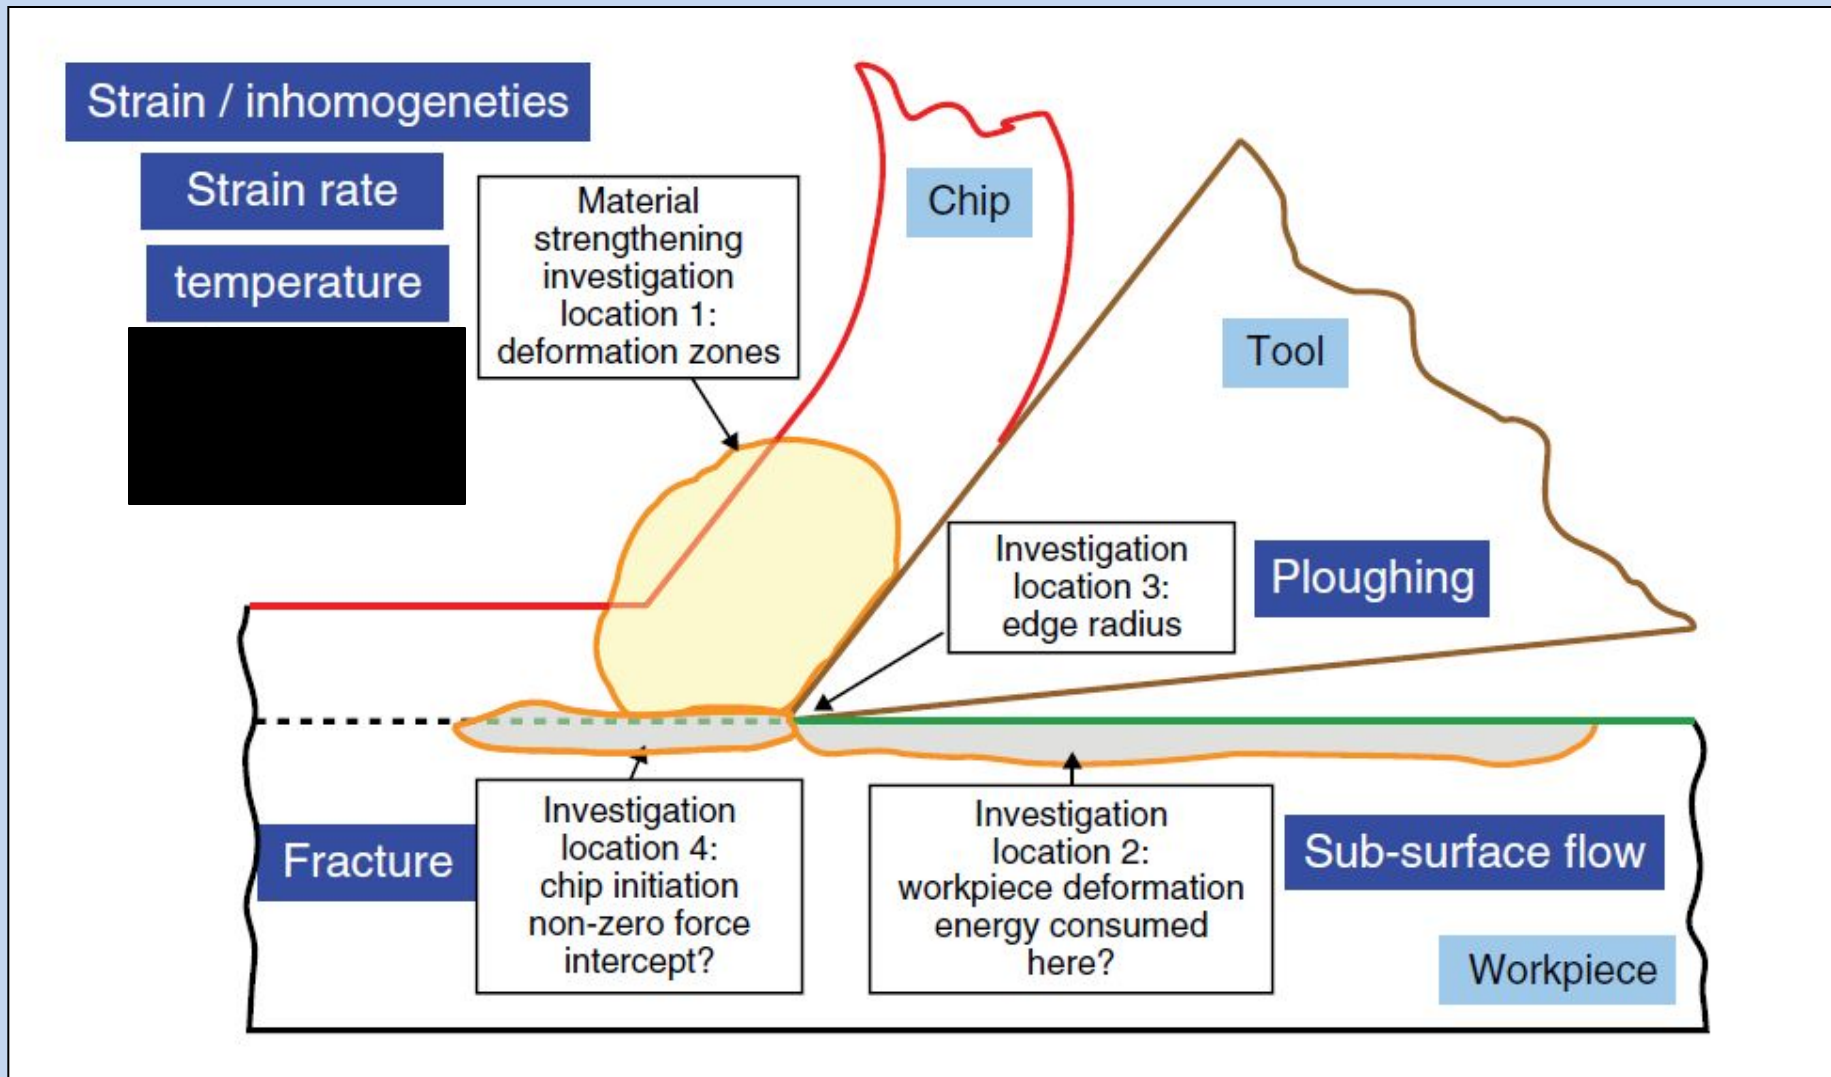 Strain / inhomogeneties
Strain rate
temperature
Material
strengthening
investigation
location 1:
deformation zones
Chip
Tool
Investigation
location 3:
edge radius
Ploughing
Fracture
Investigation
location 4:
chip initiation
non-zero force
intercept?
Investigation
location 2:
workpiece deformation
energy consumed
here?
Sub-surface flow
Workpiece